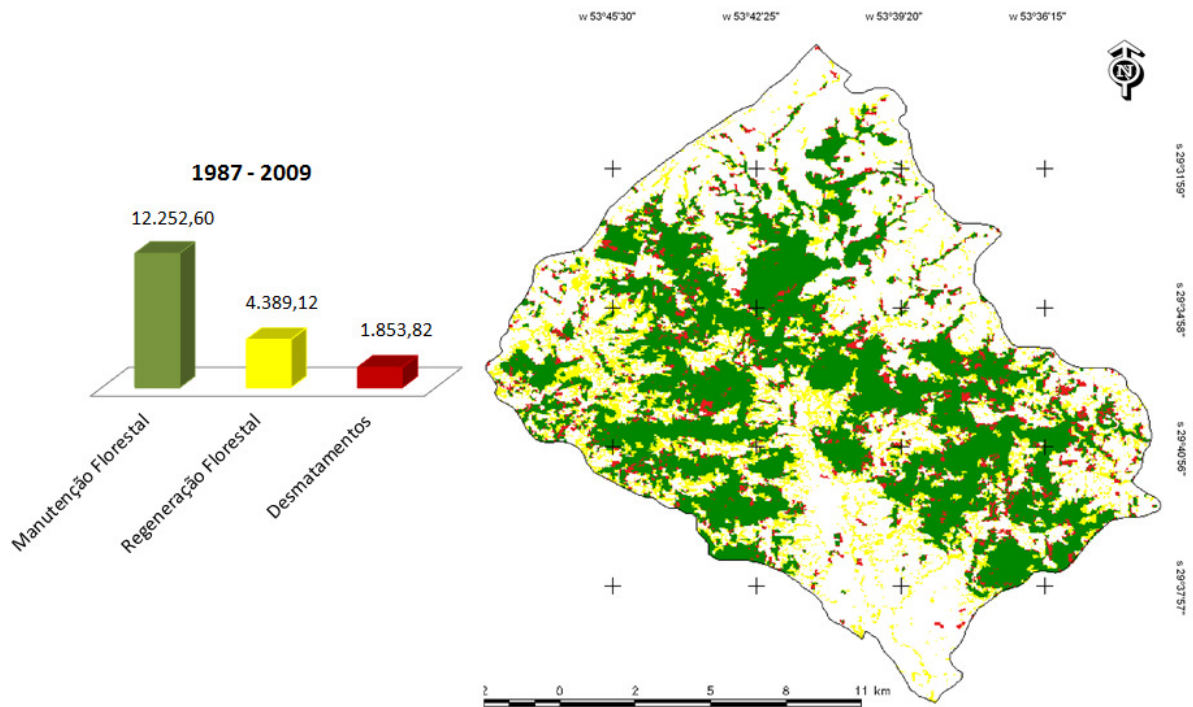 w 53°45'30" w 53°42'25" w 53°39'20" w 53°36'15"
N
1987 - 2009
12.252,60
4.389,12
1.853,82
Manutenção Florestal
Regeneração Florestal
Desmatamentos
s 29°31'59"
s 29°34'58"
s 29°40'56"
s 29°37'57"
2 0 2 5 8 11 km